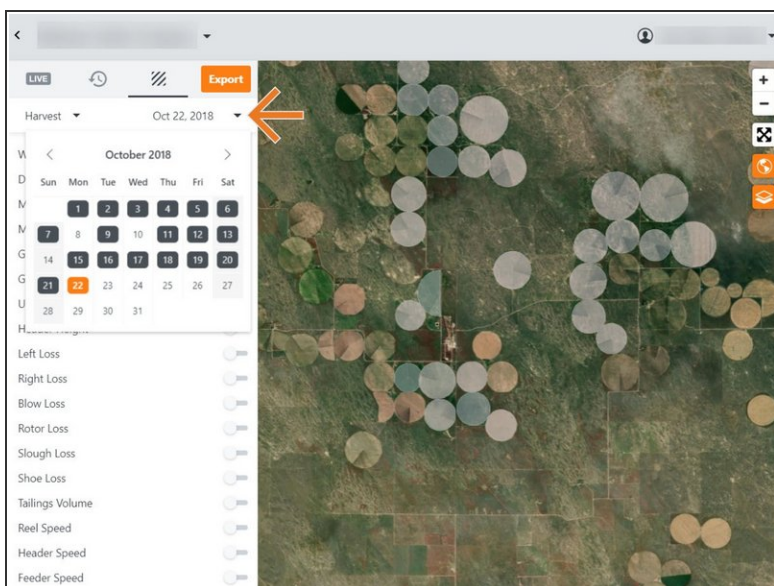 LIVE Export
Harvest Oct 22, 2018
October 2018
Sun Mon Tue Wed Thu Fri Sat
1 2 3 4 5 6
7 8 9 10 11 12 13
14 15 16 17 18 19 20
21 22 23 24 25 26 27
28 29 30 31
Left Loss
Right Loss
Blow Loss
Rotor Loss
Slough Loss
Shoe Loss
Tailings Volume
Reel Speed
Header Speed
Feeder Speed